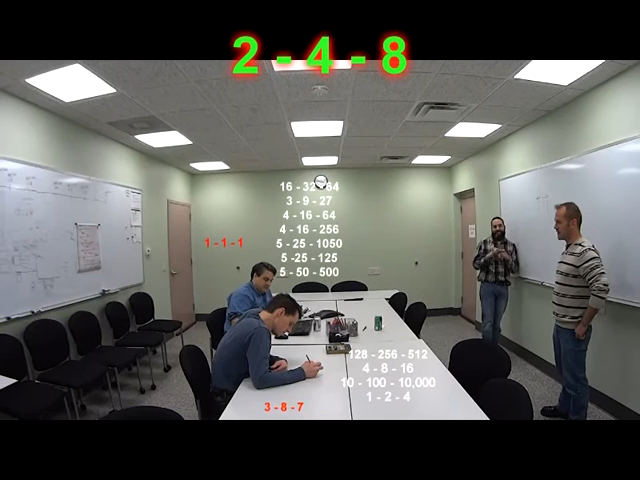 2 - 4 - 8
16 - 32 - 64
3 - 9 - 27
4 - 16 - 64
4 - 16 - 256
1 - 1 - 1
5 - 25 - 1050
5 -25 - 125
5 - 50 - 500
128 - 256 - 512
4 - 8 - 16
10 - 100 - 10,000
1 - 2 - 4
3 - 8 - 7